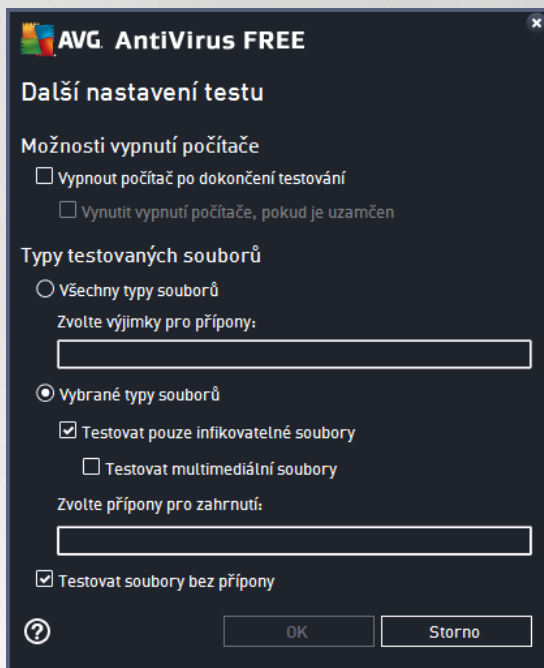 AVG AntiVirus FREE
Další nastavení testu
Možnosti vypnutí počítače
Vypnout počítač po dokončení testování
Vynutit vypnutí počítače, pokud je uzamčen
Typy testovaných souborů
Všechny typy souborů
Zvolte výjimky pro přípony:
Vybrané typy souborů
Testovat pouze infikovatelné soubory
Testovat multimediální soubory
Zvolte přípony pro zahrnutí:
Testovat soubory bez přípony
OK
Storno